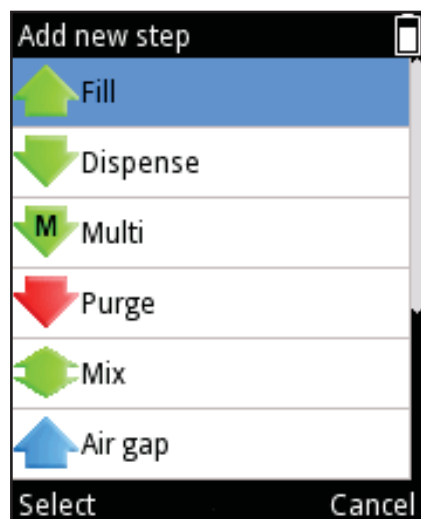 Add new step
Fill
Dispense
M Multi
Purge
Mix
Air gap
Select Cancel